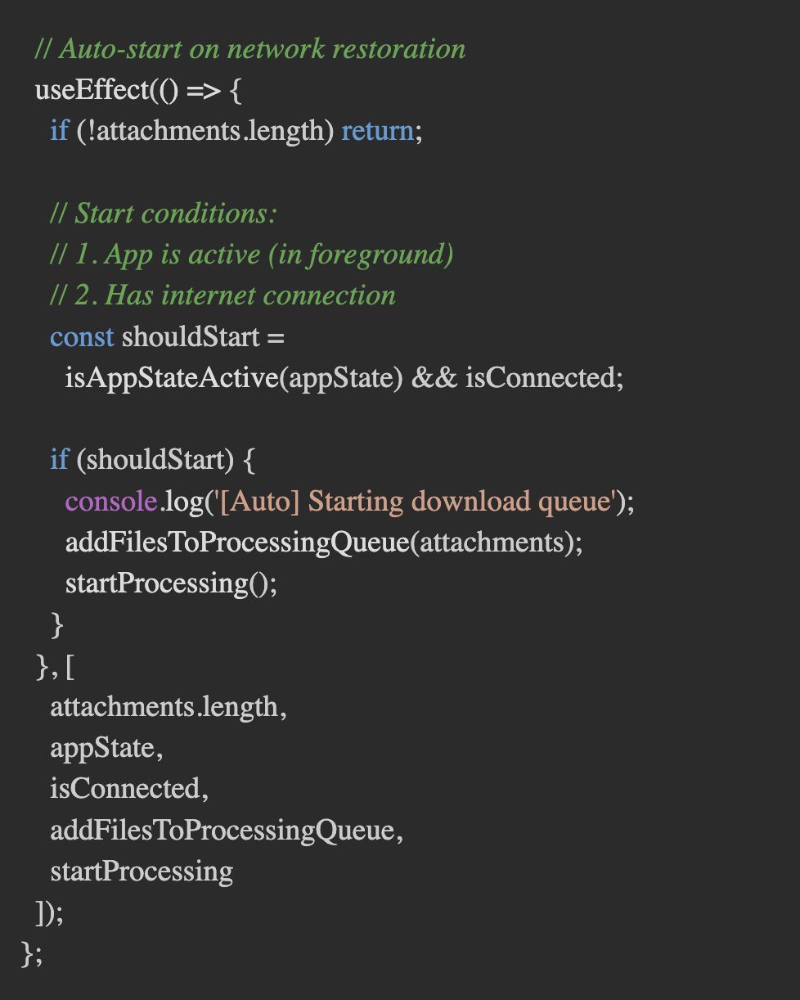 // Auto-start on network restoration
useEffect(() => {
if (!attachments.length) return;
// Start conditions:
// 1. App is active (in foreground)
// 2. Has internet connection
const shouldStart =
isAppStateActive(appState) && isConnected;
if (shouldStart) {
console.log('[Auto] Starting download queue');
addFilesToProcessingQueue(attachments);
startProcessing();
}
}, [
attachments.length,
appState,
isConnected,
addFilesToProcessingQueue,
startProcessing
]);
};